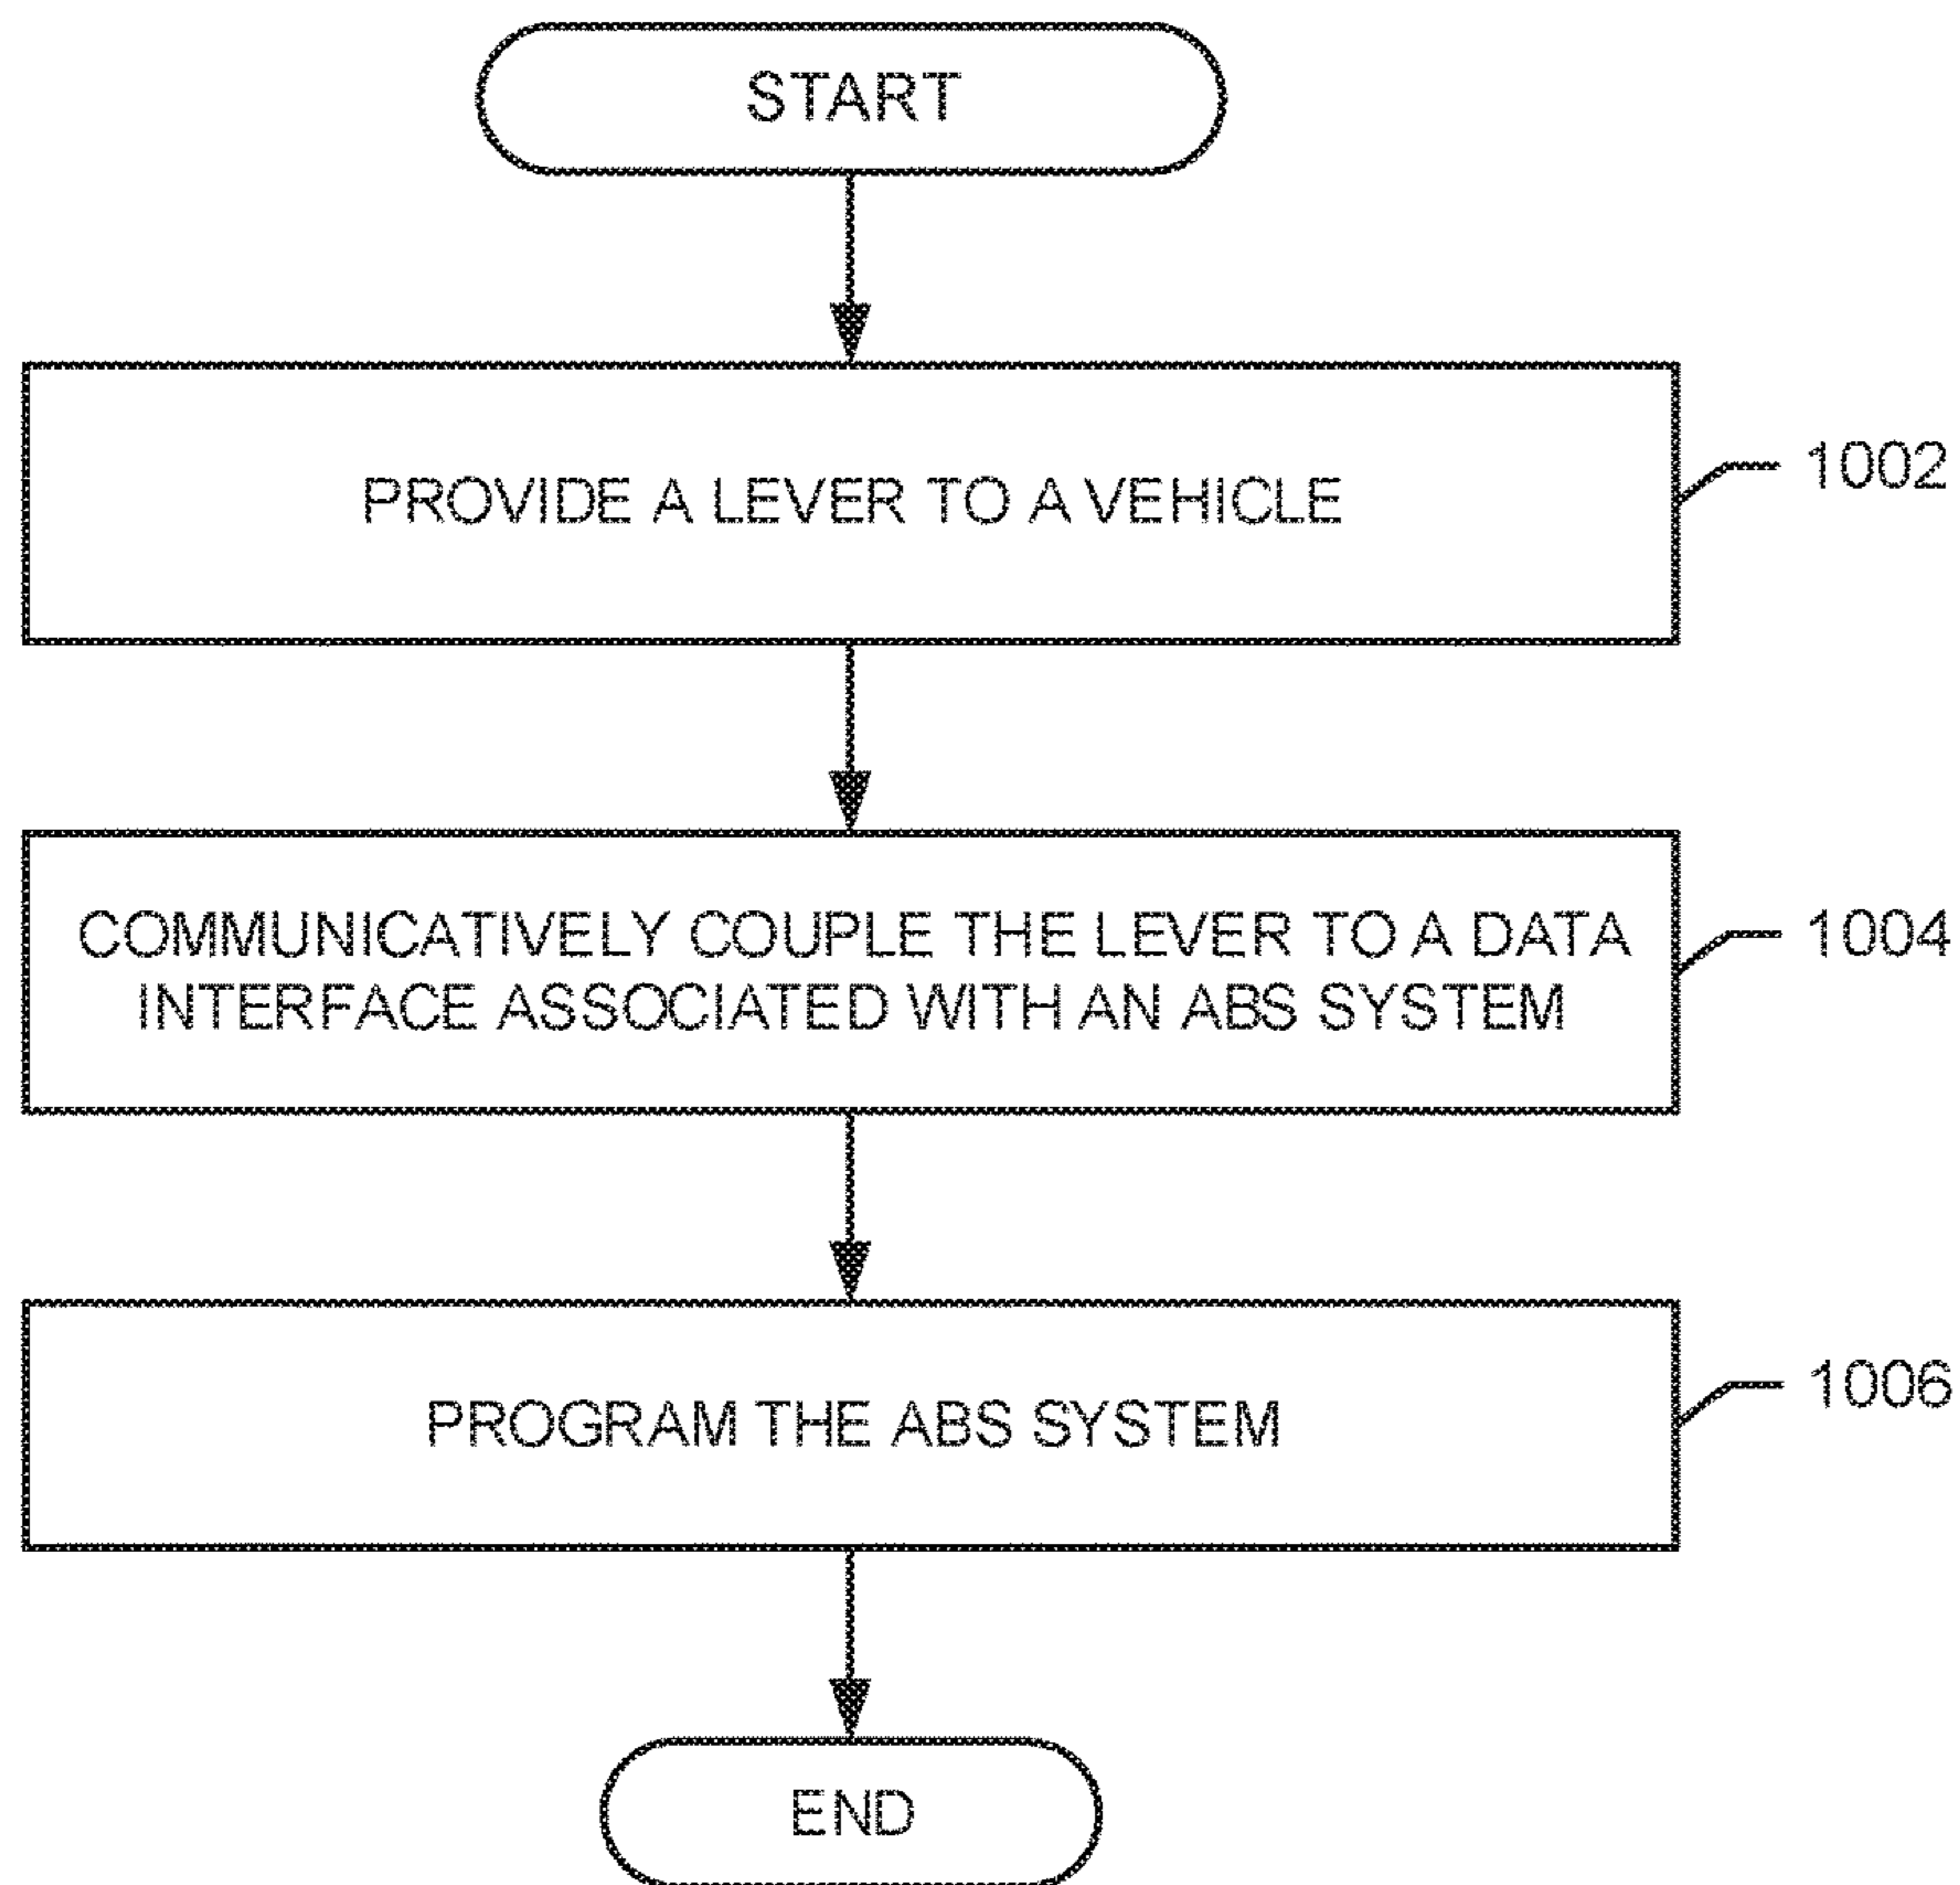 START
PROVIDE A LEVER TO A VEHICLE
1002
COMMUNICATIVELY COUPLE THE LEVER TO A DATA
INTERFACE ASSOCIATED WITH AN ABS SYSTEM
1004
PROGRAM THE ABS SYSTEM
1006
END